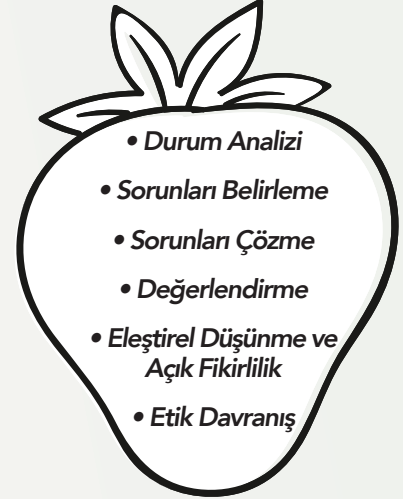 • Durum Analizi
• Sorunları Belirleme
• Sorunları Çözme
• Değerlendirme
• Eleştirel Düşünme ve
Açık Fikirlilik
• Etik Davranış